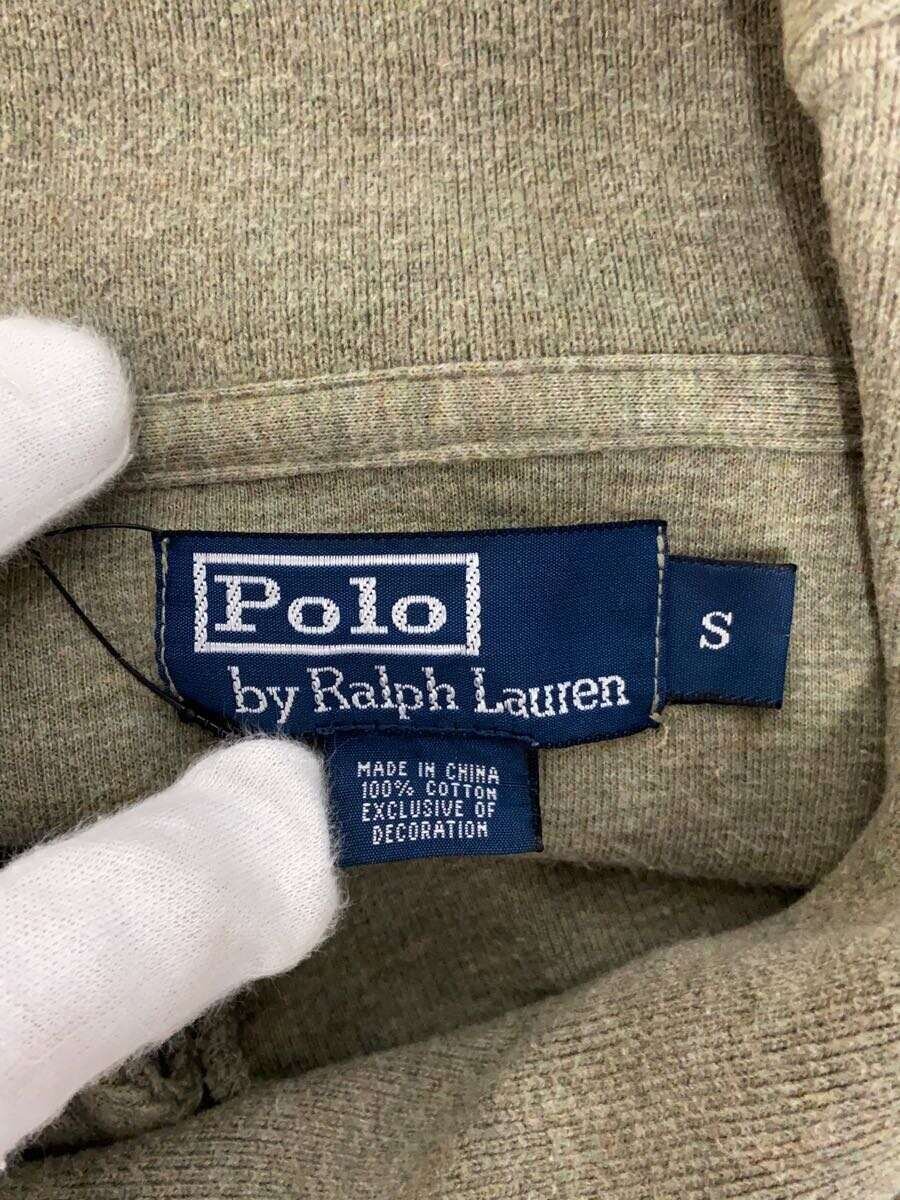 Polo
by Ralph Lauren
S
MADE IN CHINA
100% COTTON
EXCLUSIVE OF
DECORATION